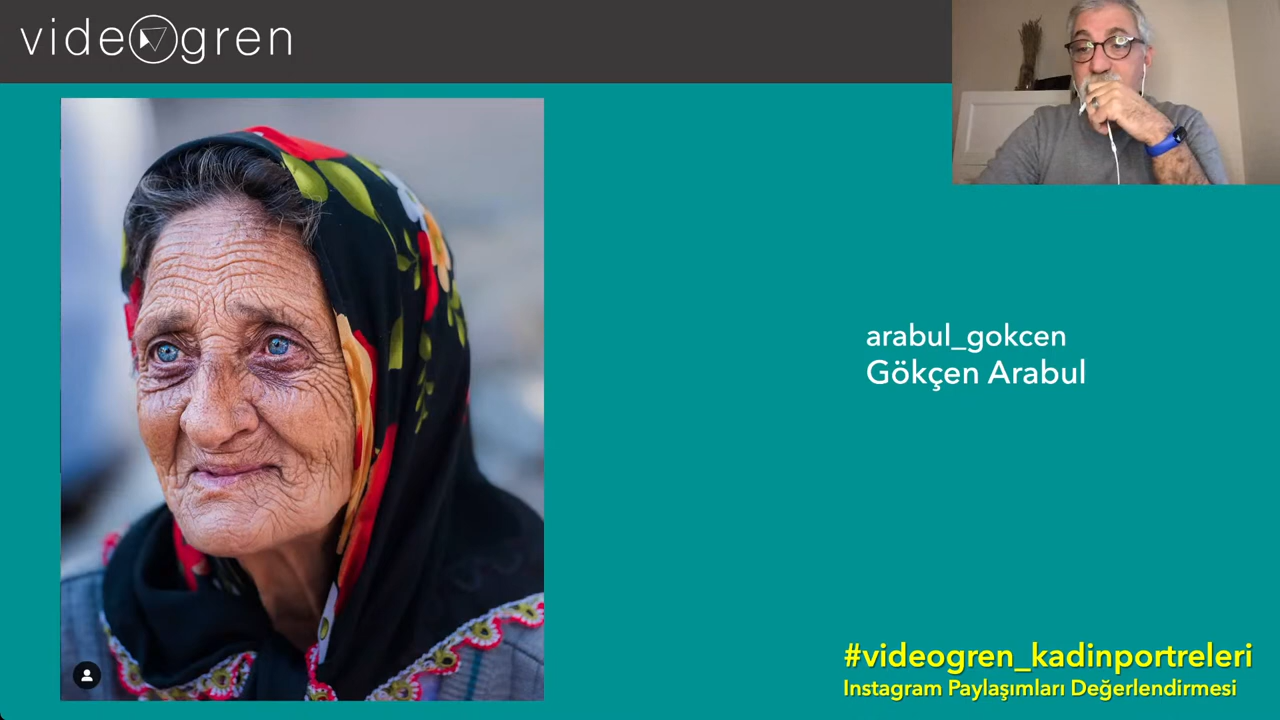 videogren
arabul_gokcen
Gökçen Arabul
#videogren_kadinportreleri
Instagram Paylaşımları Değerlendirmesi